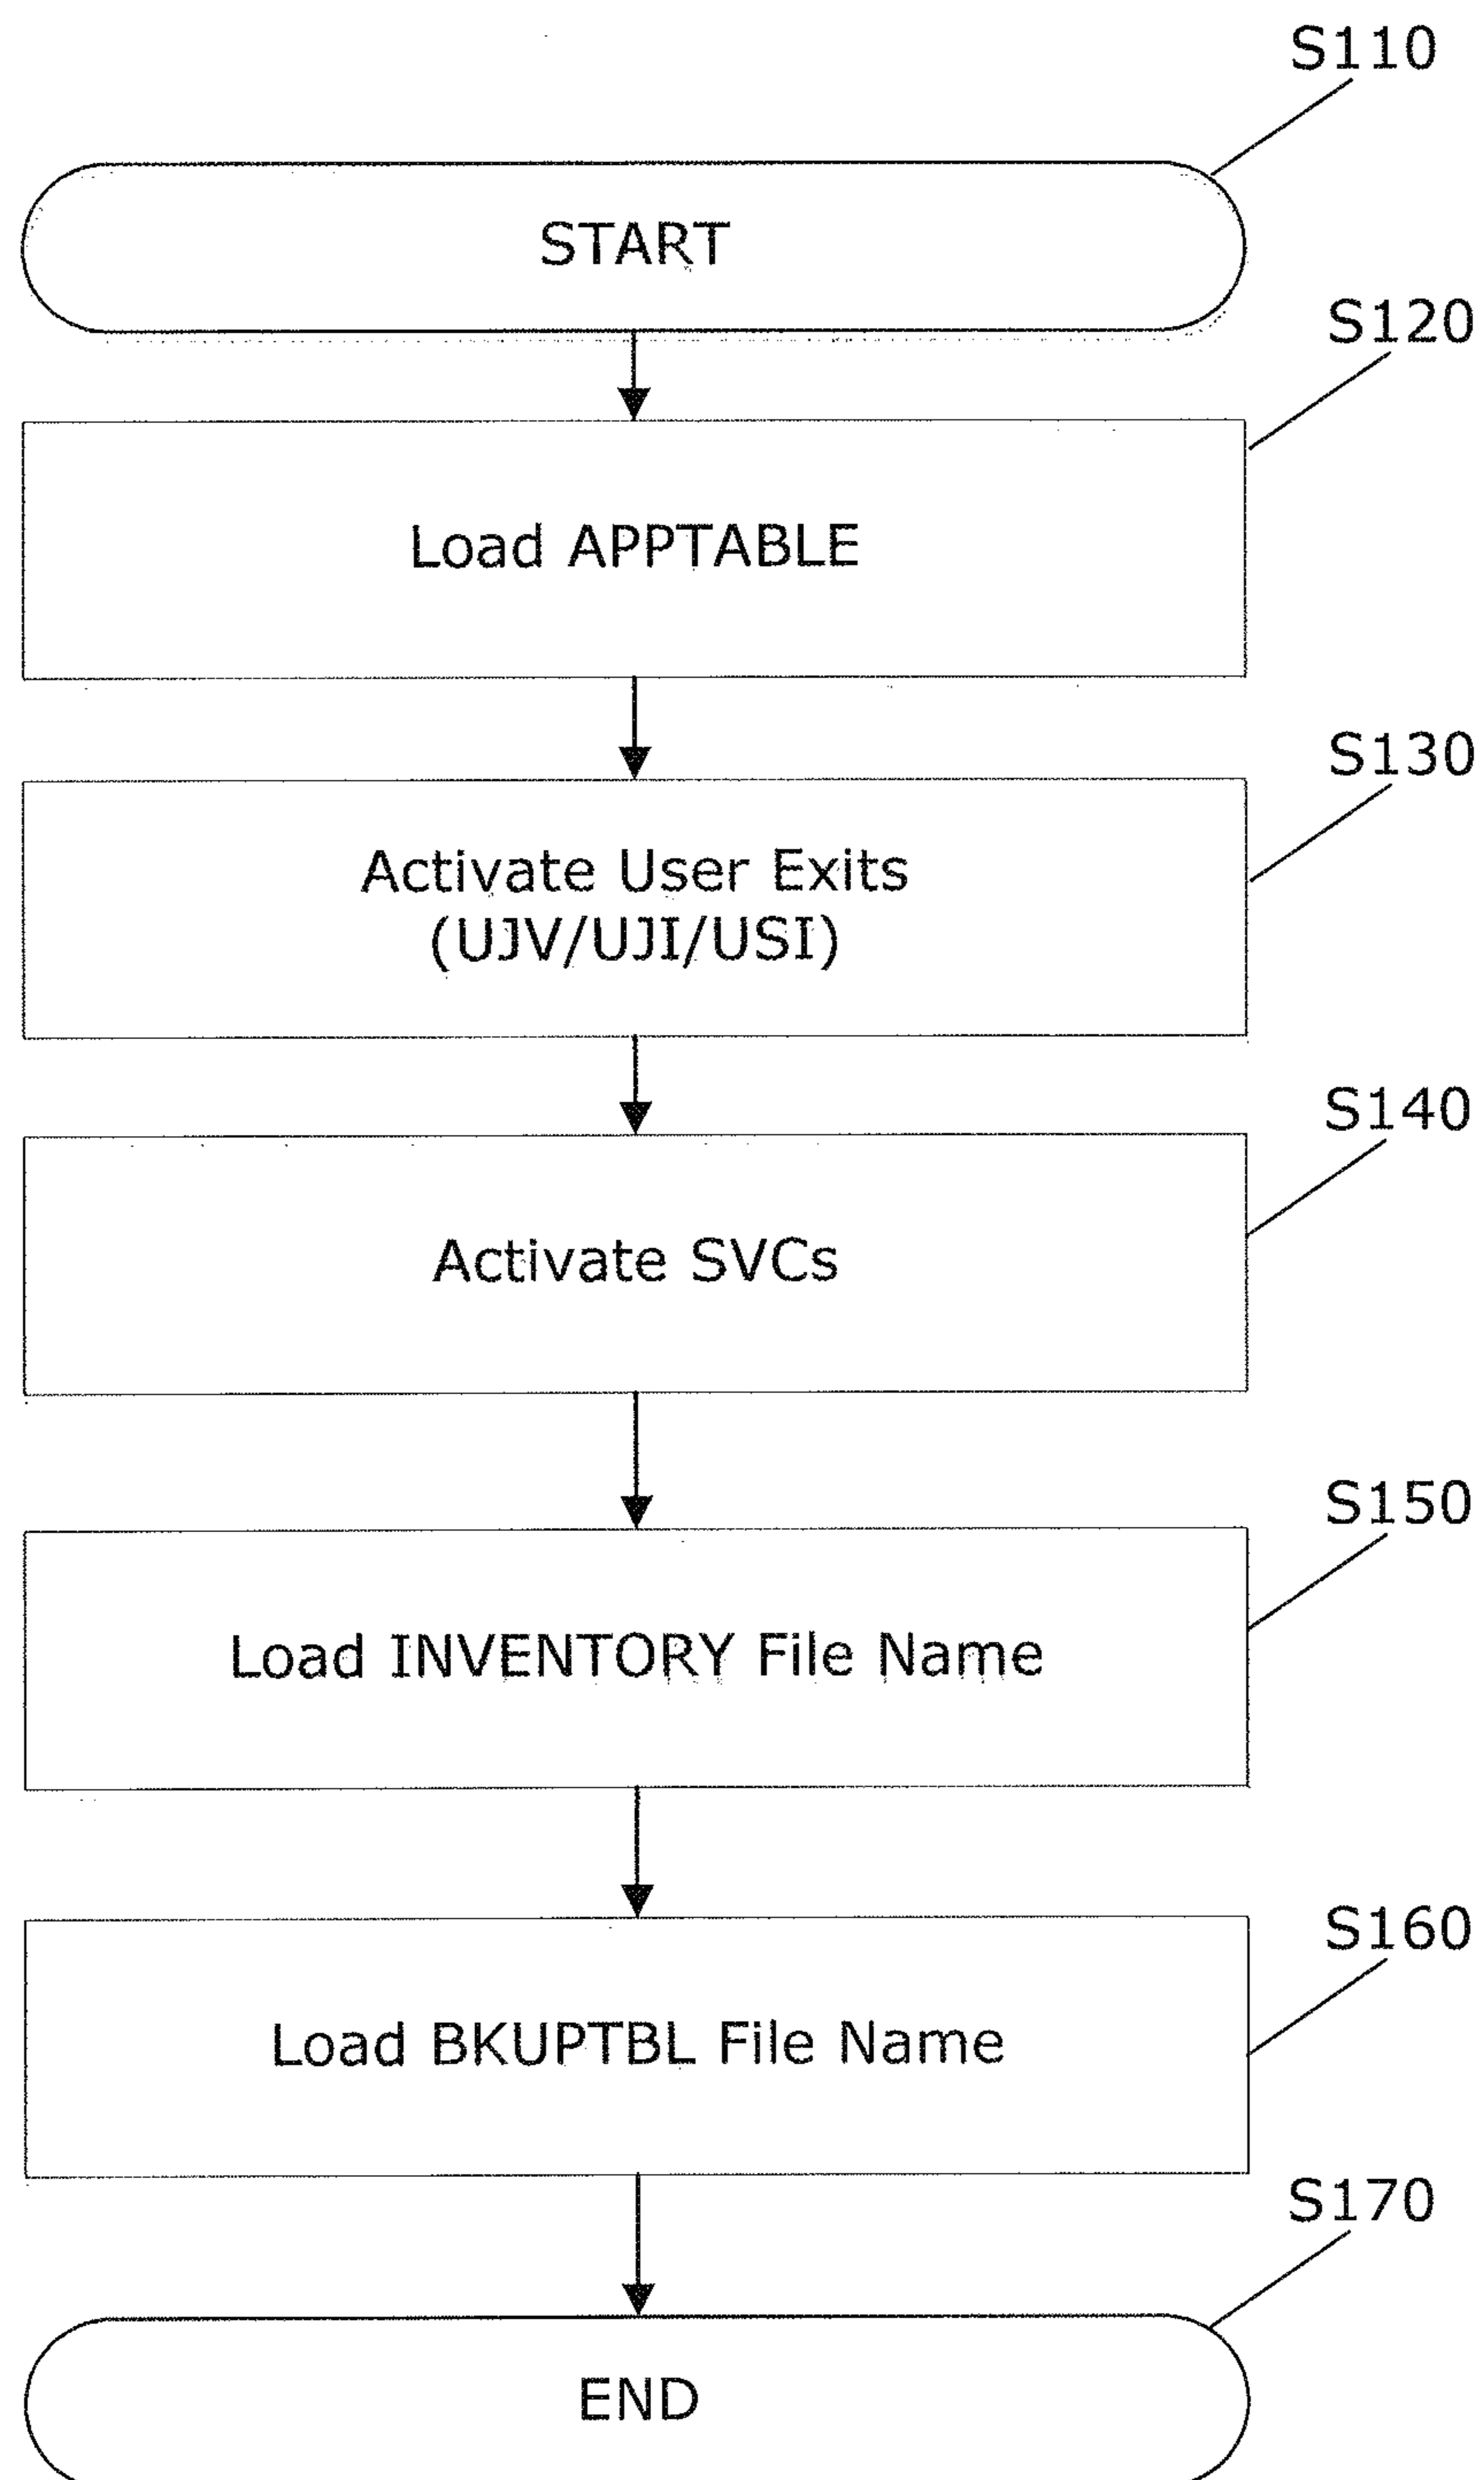 S110
START
S120
Load APPTABLE
S130
Activate User Exits
(UJV/UJI/USI)
S140
Activate SVCs
S150
Load INVENTORY File Name
S160
Load BKUPTBL File Name
S170
END